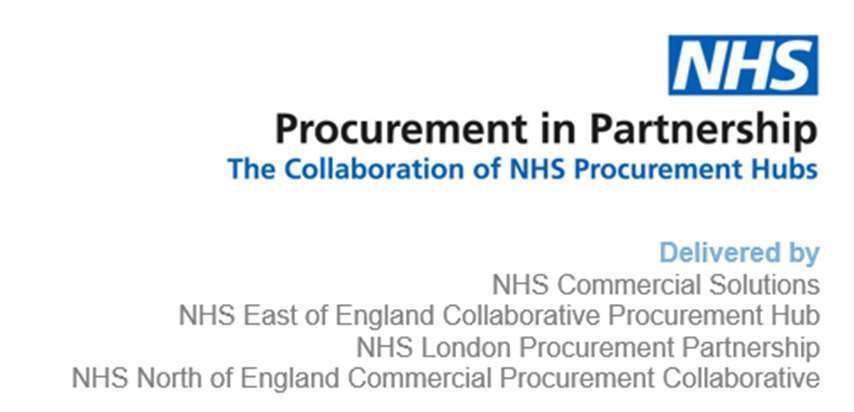 NHS
Procurement in Partnership
The Collaboration of NHS Procurement Hubs
Delivered by
NHS Commercial Solutions
NHS East of England Collaborative Procurement Hub
NHS London Procurement Partnership
NHS North of England Commercial Procurement Collaborative